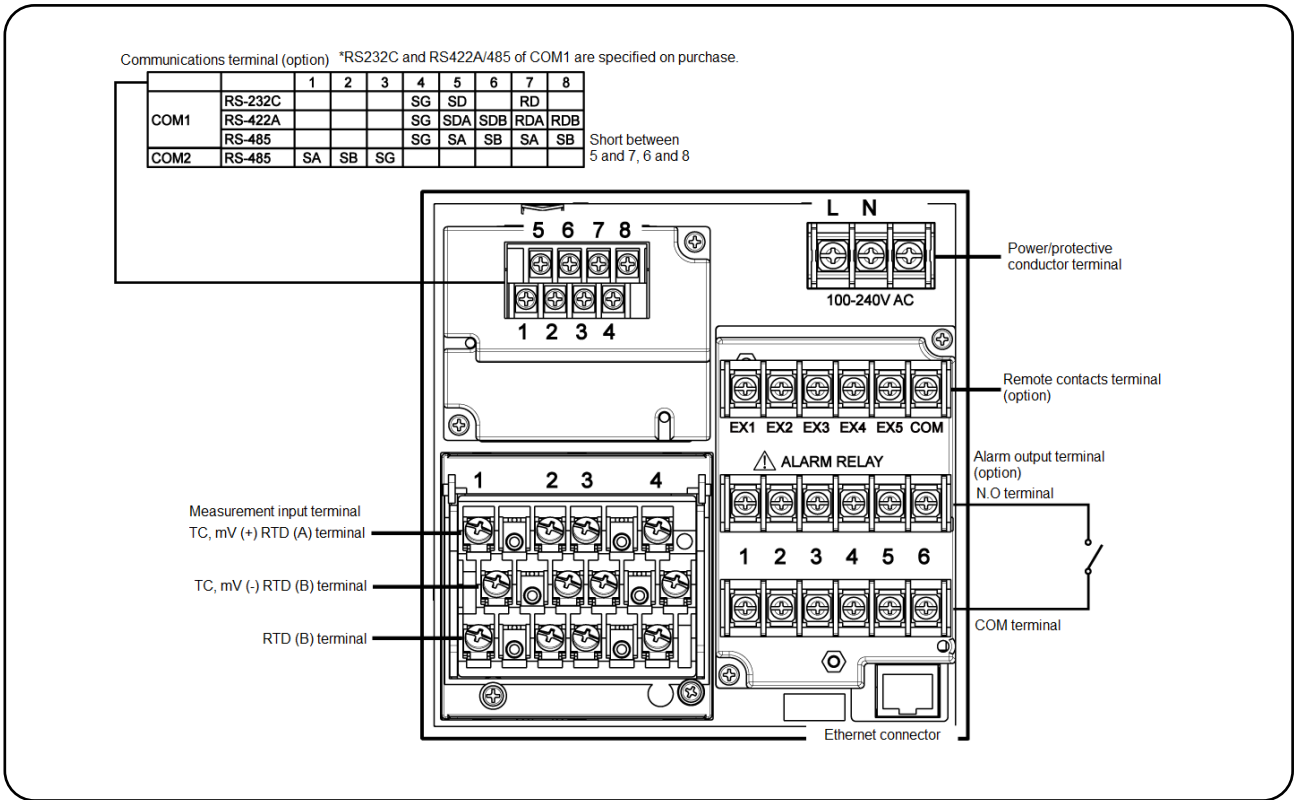 Communications terminal (option) *RS232C and RS422A/485 of COM1 are specified on purchase.
1 2 3 4 5 6 7 8
COM1 RS-232C SG SD RD
RS-422A SG SDA SDB RDA RDB
RS-485 SG SA SB SA SB
COM2 RS-485 SA SB SG
Short between
5 and 7, 6 and 8
L N
5 6 7 8
Power/protective
conductor terminal
100-240V AC
1 2 3 4
Remote contacts terminal
(option)
EX1 EX2 EX3 EX4 EX5 COM
ALARM RELAY
Alarm output terminal
(option)
N.O terminal
1 2 3 4
Measurement input terminal
TC, mV (+) RTD (A) terminal
1 2 3 4 5 6
TC, mV (-) RTD (B) terminal
COM terminal
RTD (B) terminal
Ethernet connector